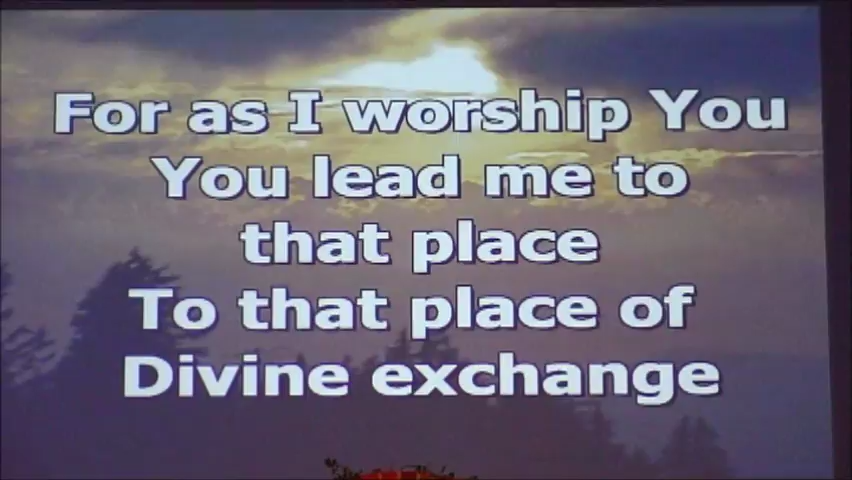 For as I worship You
You lead me to
that place
To that place of
Divine exchange